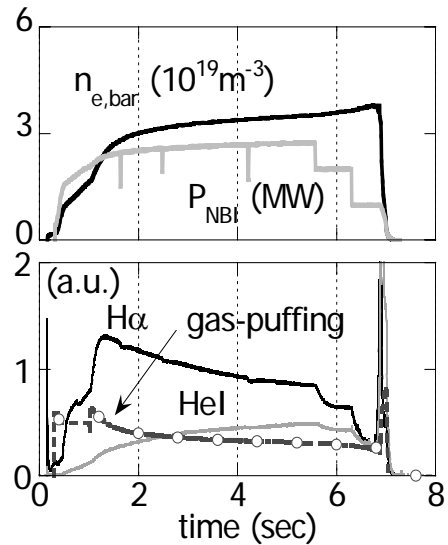 6
n_e,bar (10^19 m^-3)
3
P_NBI (MW)
0
2
(a.u.)
Hα
gas-puffing
1
HeI
0
0 2 4 6 8
time (sec)